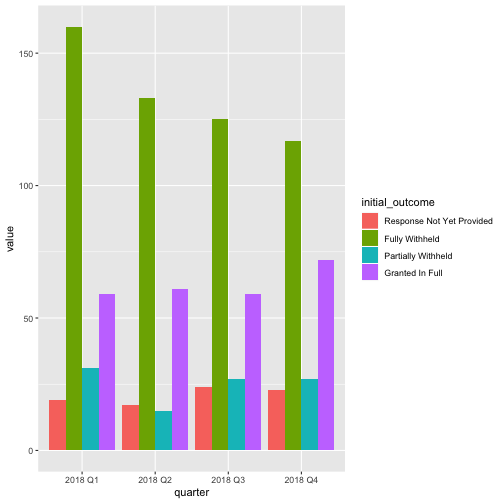 150
100
50
0
value
2018 Q1
2018 Q2
2018 Q3
2018 Q4
quarter
initial_outcome
Response Not Yet Provided
Fully Withheld
Partially Withheld
Granted In Full